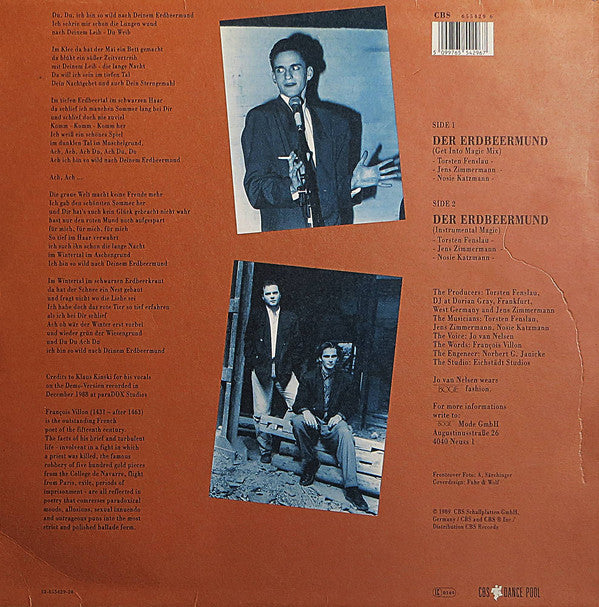 Du, Du, ich bin so wild nach Deinem Erdbeermund
Ich schrie mir schon die Lungen wund
nach Deinem Leib - Du Weib
Im Klee da hat der Mai ein Bett gemacht
da blüht ein süßer Zeitvertreib
mit Deinem Leib - die lange Nacht
Da will ich sein im tiefen Tal
Dein Nachtgebet und auch Dein Sterngemahl
Im tiefen Erdbeertal im schwarzen Haar
da schlief ich manchen Sommer lang bei Dir
und schlief doch nie zuviel
Komm - Komm - Komm her
Ich weiß ein schönes Spiel
im dunklen Tal im Muschelgrund,
Ach, Ach, Ach Du, Ach Du, Du
Ach ich bin so wild nach Deinem Erdbeermund
Ach, Ach ...
Die graue Welt macht keine Freude mehr
Ich gab den schönsten Sommer her
und Dir hat's auch kein Glück gebracht nicht wahr
hast nur den roten Mund noch aufgespart
für mich, für mich, für mich
So tief im Haar verwahrt
ich such ihn schon die lange Nacht
im Wintertal im Aschengrund
Ich bin so wild nach Deinem Erdbeermund
Im Wintertal im schwarzen Erdbeerkraut
da hat der Schnee ein Nest gebaut
und fragt nicht wo die Liebe sei
Ich habe doch das rote Tier so tief erfahren
als ich bei Dir schlief
Ach ob wär der Winter erst vorbei
und wieder grün der Wiesengrund
und Du Du Ach Du
ich bin so wild nach Deinem Erdbeermund
Credits to Klaus Kinski for his vocals
on the Demo-Version recorded in
December 1988 at paraDOX Studios
François Villon (1431 – after 1463)
is the outstanding French
poet of the fifteenth century.
The facts of his brief and turbulent
life - involvent in a fight in which
a priest was killed, the famous
robbery of five hundred gold pieces
from the College de Navarre, flight
from Paris, exile, periods of
imprisonment - are all reflected in
poetry that compresses paradoxical
moods, allusions, sexual innuendo
and outrageous puns into the most
strict and polished ballade form.
12-655429-20
CBS 655429 6
5 099765 542967
SIDE 1
DER ERDBEERMUND
(Get Into Magic Mix)
- Torsten Fenslau -
- Jens Zimmermann -
- Nosie Katzmann -
SIDE 2
DER ERDBEERMUND
(Instrumental Magic)
- Torsten Fenslau -
- Jens Zimmermann -
- Nosie Katzmann -
The Producers: Torsten Fenslau,
DJ at Dorian Gray, Frankfurt,
West Germany and Jens Zimmermann
The Musicians: Torsten Fenslau,
Jens Zimmermann, Nosie Katzmann
The Voice: Jo van Nelsen
The Words: François Villon
The Engeneer: Norbert G. Janicke
The Studio: Eichstädt Studios
Jo van Nelsen wears
BOGIE fashion.
For more informations
write to:
BOGIE Mode GmbH
Augustinusstraße 26
4040 Neuss 1
Frontcover Foto: A. Särchinger
Coverdesign: Fuhr & Wolf
© 1989 CBS Schallplatten GmbH,
Germany / CBS and CBS ® Inc./
Distribution CBS Records
CBS DANCE POOL